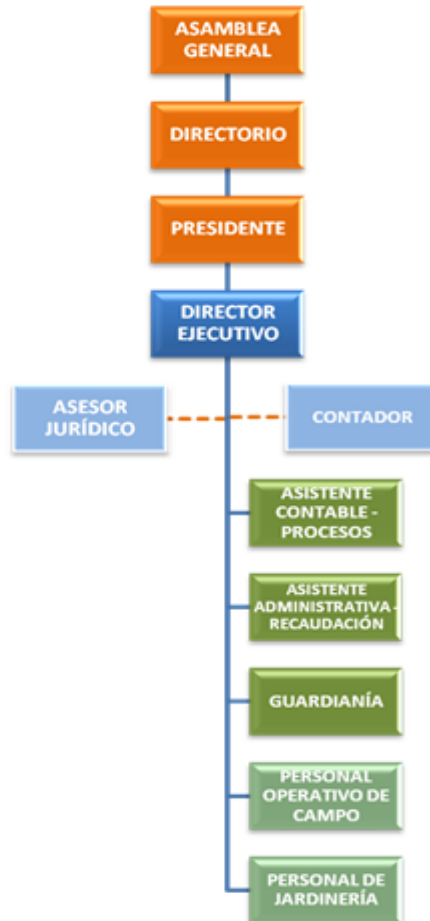 ASAMBLEA
GENERAL
DIRECTORIO
PRESIDENTE
DIRECTOR
EJECUTIVO
ASESOR
JURÍDICO
CONTADOR
ASISTENTE
CONTABLE -
PROCESOS
ASISTENTE
ADMINISTRATIVA -
RECAUDACIÓN
GUARDIANÍA
PERSONAL
OPERATIVO DE
CAMPO
PERSONAL DE
JARDINERÍA